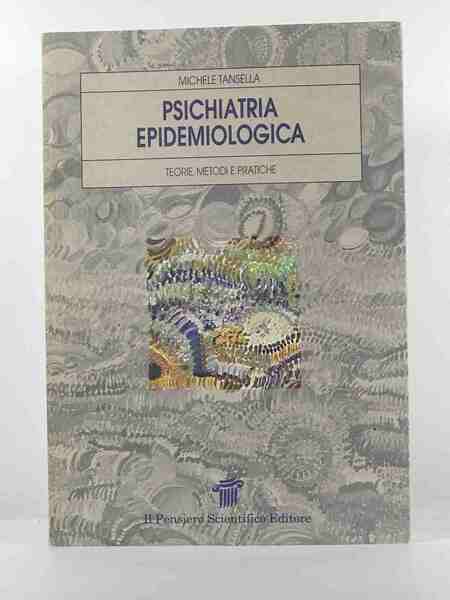 MICHELE TANSELLA
PSICHIATRIA
EPIDEMIOLOGICA
TEORIE, METODI E PRATICHE
Il Pensiero Scientifico Editore